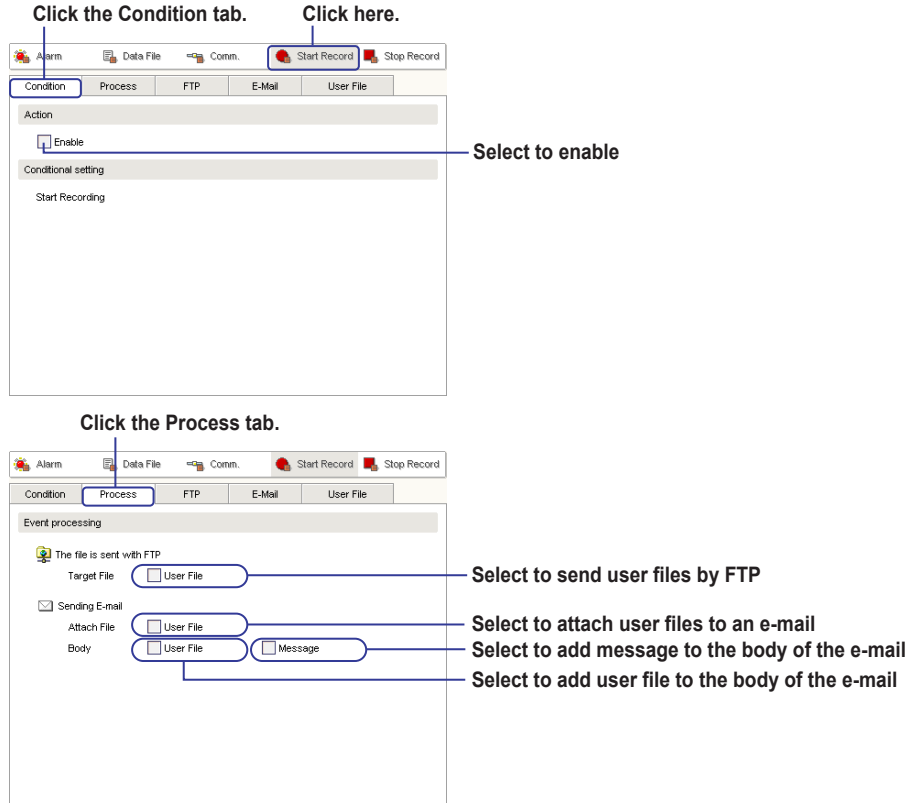 Click the Condition tab. Click here.
Alarm Data File Comm. Start Record Stop Record
Condition Process FTP E-Mail User File
Action
Enable
Select to enable
Conditional setting
Start Recording
Click the Process tab.
Alarm Data File Comm. Start Record Stop Record
Condition Process FTP E-Mail User File
Event processing
The file is sent with FTP
Target File User File Select to send user files by FTP
Sending E-mail
Attach File User File Select to attach user files to an e-mail
Body User File Message Select to add message to the body of the e-mail
Select to add user file to the body of the e-mail